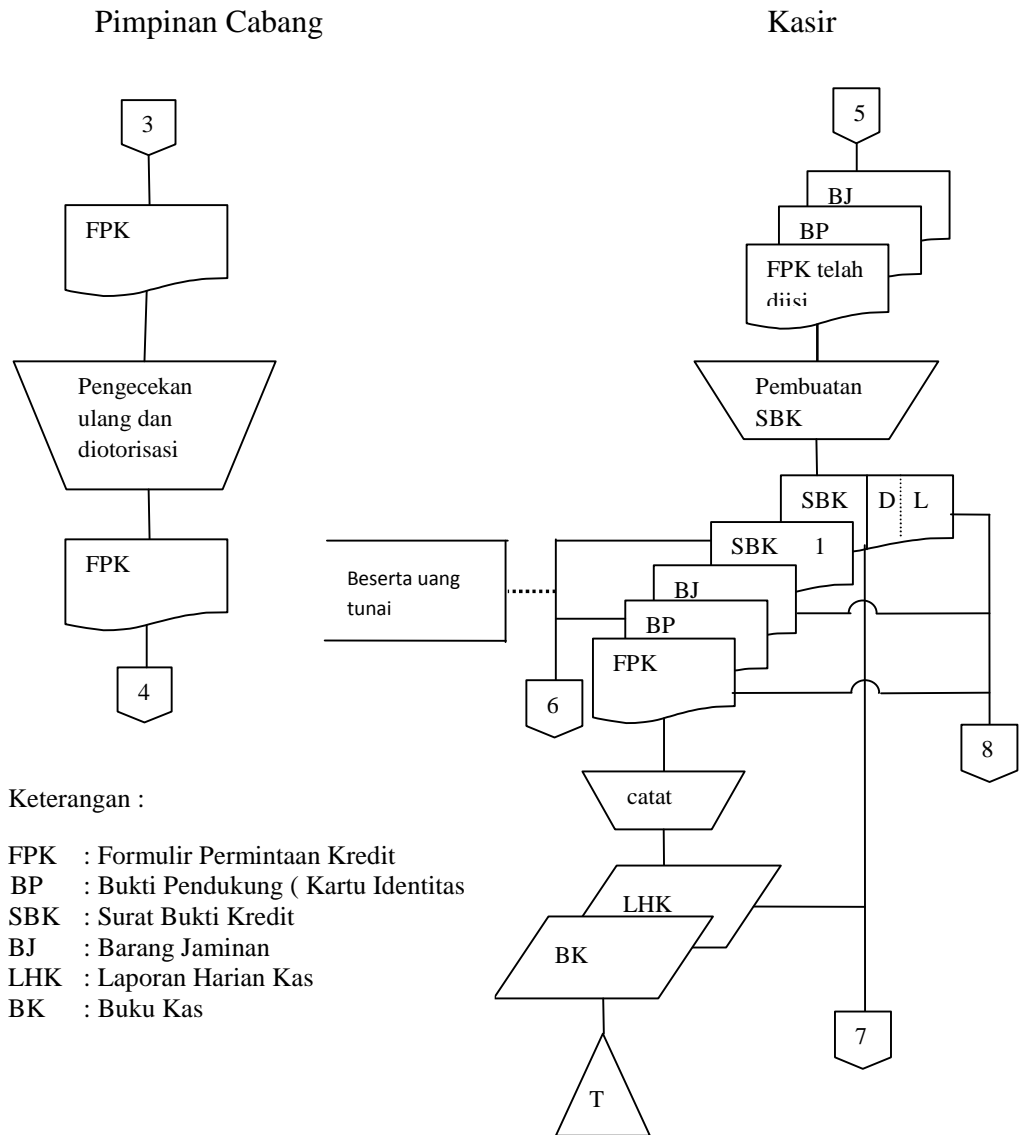 Pimpinan Cabang
Kasir
3
FPK
Pengecekan
ulang dan
diotorisasi
FPK
4
5
BJ
BP
FPK telah
diisi
Pembuatan
SBK
SBK D L
SBK 1
BJ
BP
FPK
Beserta uang
tunai
6
8
catat
LHK
BK
7
T
Keterangan :
FPK : Formulir Permintaan Kredit
BP : Bukti Pendukung ( Kartu Identitas
SBK : Surat Bukti Kredit
BJ : Barang Jaminan
LHK : Laporan Harian Kas
BK : Buku Kas